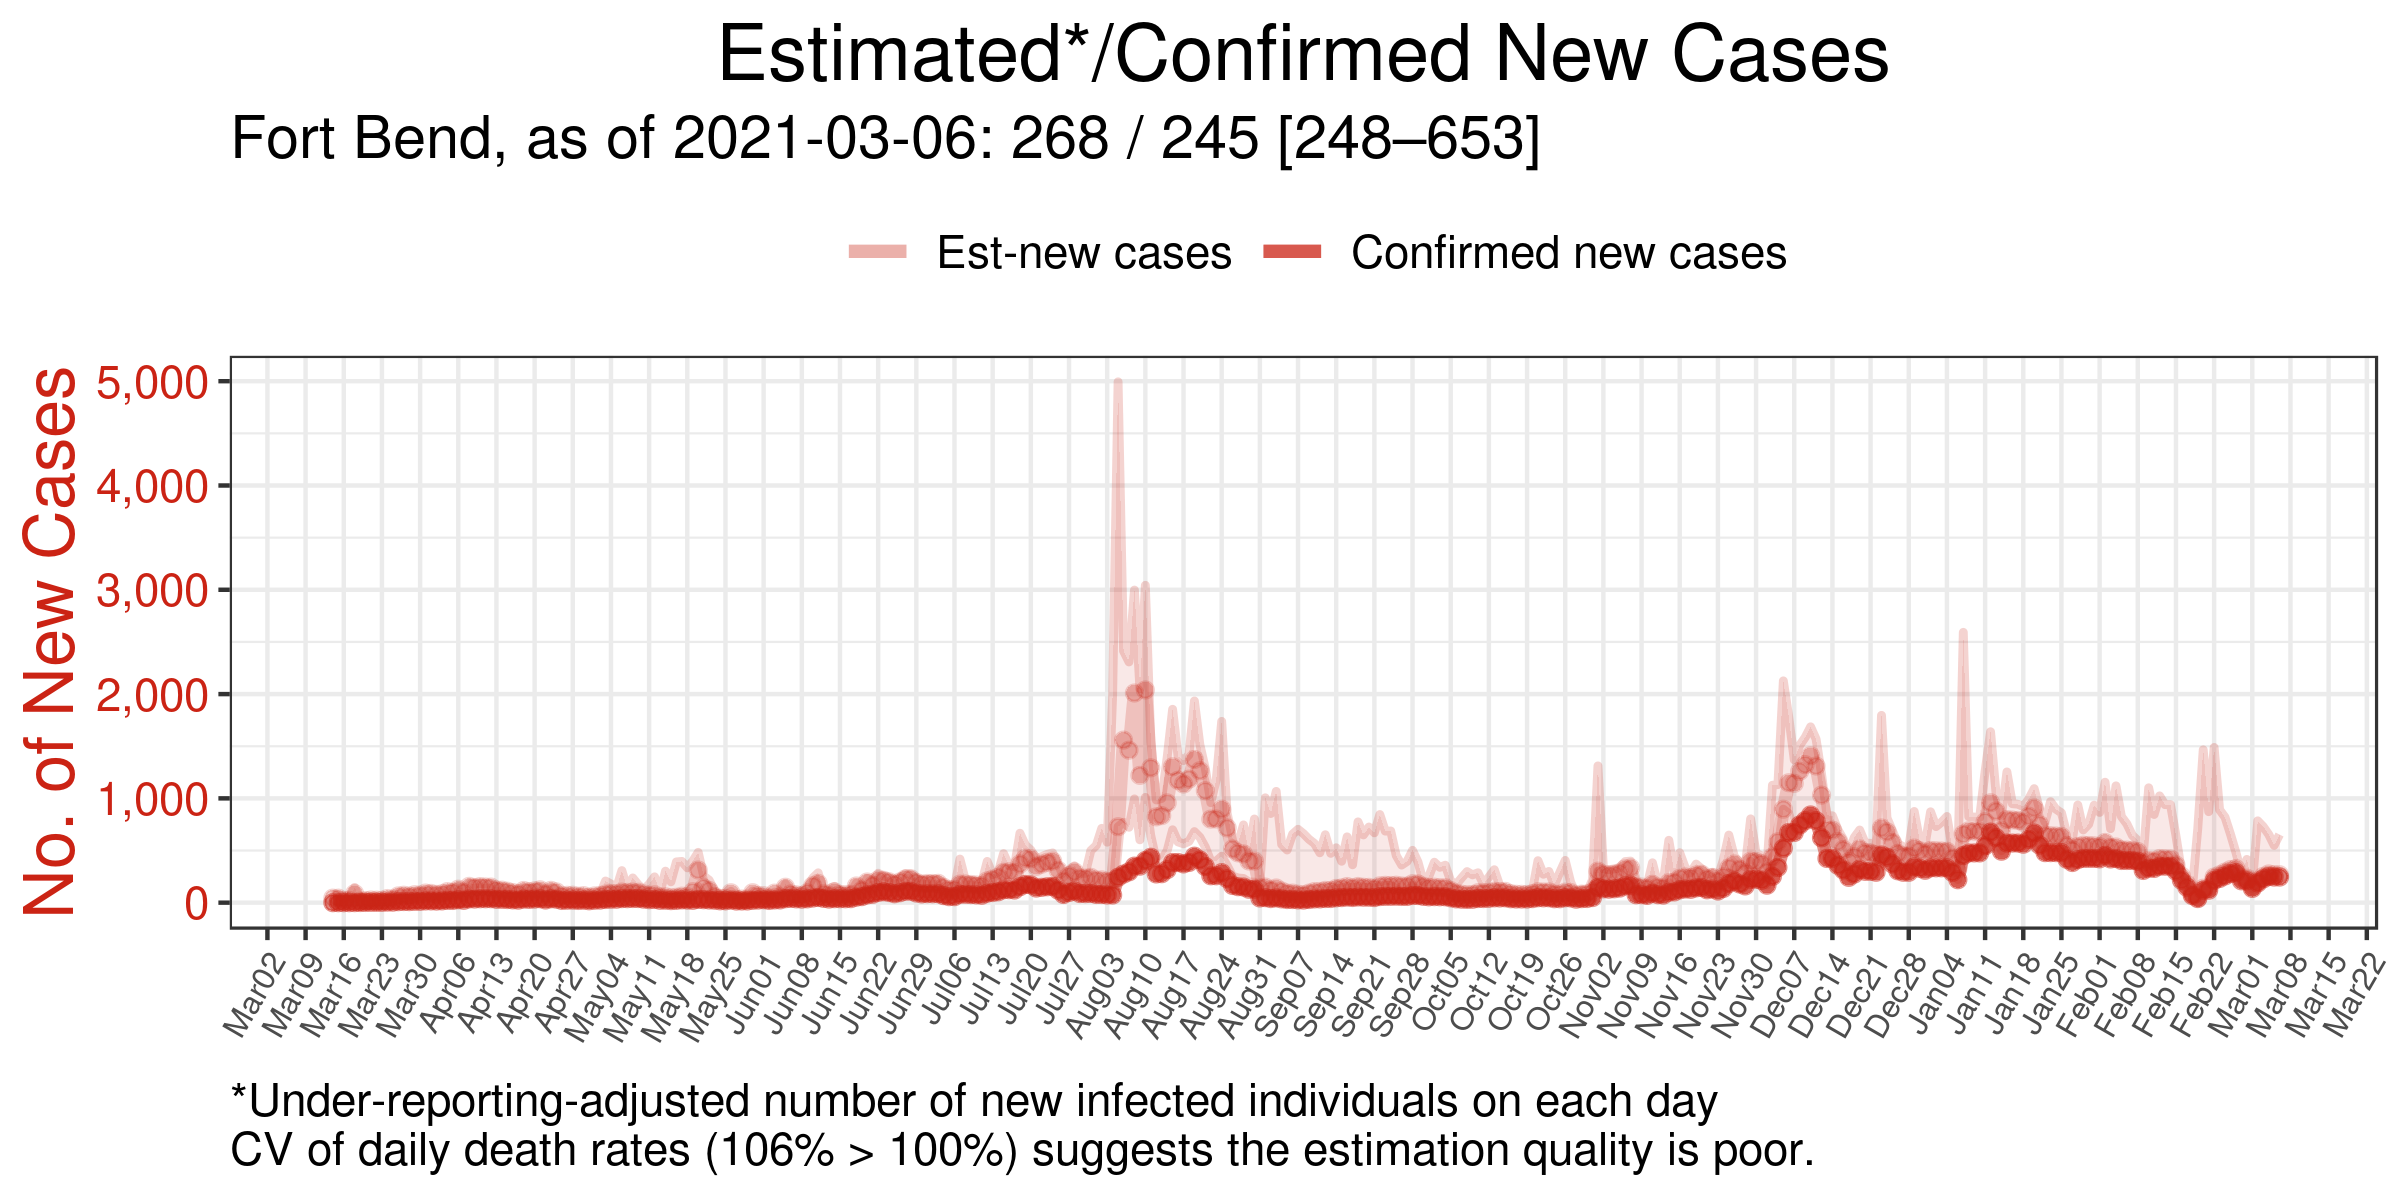 Estimated*/Confirmed New Cases
Fort Bend, as of 2021-03-06: 268 / 245 [248–653]
Est-new cases Confirmed new cases
No. of New Cases
5,000
4,000
3,000
2,000
1,000
0
Mar02 Mar09 Mar16 Mar23 Mar30 Apr06 Apr13 Apr20 Apr27 May04 May11 May18 May25 Jun01 Jun08 Jun15 Jun22 Jun29 Jul06 Jul13 Jul20 Jul27 Aug03 Aug10 Aug17 Aug24 Aug31 Sep07 Sep14 Sep21 Sep28 Oct05 Oct12 Oct19 Oct26 Nov02 Nov09 Nov16 Nov23 Nov30 Dec07 Dec14 Dec21 Dec28 Jan04 Jan11 Jan18 Jan25 Feb01 Feb08 Feb15 Feb22 Mar01 Mar08 Mar15 Mar22
*Under-reporting-adjusted number of new infected individuals on each day
CV of daily death rates (106% > 100%) suggests the estimation quality is poor.